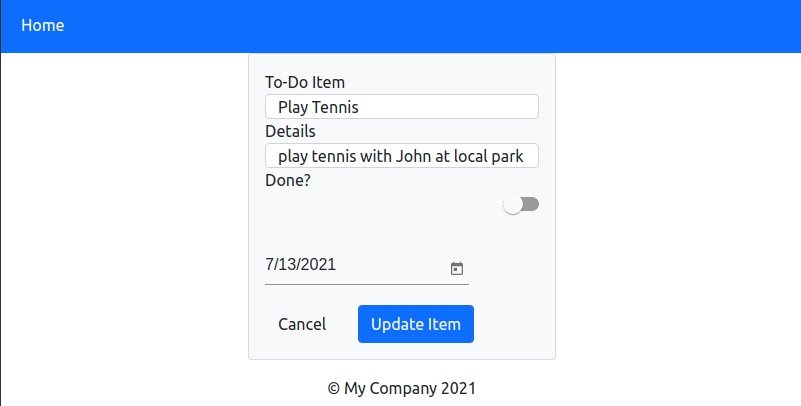 Home
To-Do Item
Play Tennis
Details
play tennis with John at local park
Done?
7/13/2021
Cancel Update Item
© My Company 2021